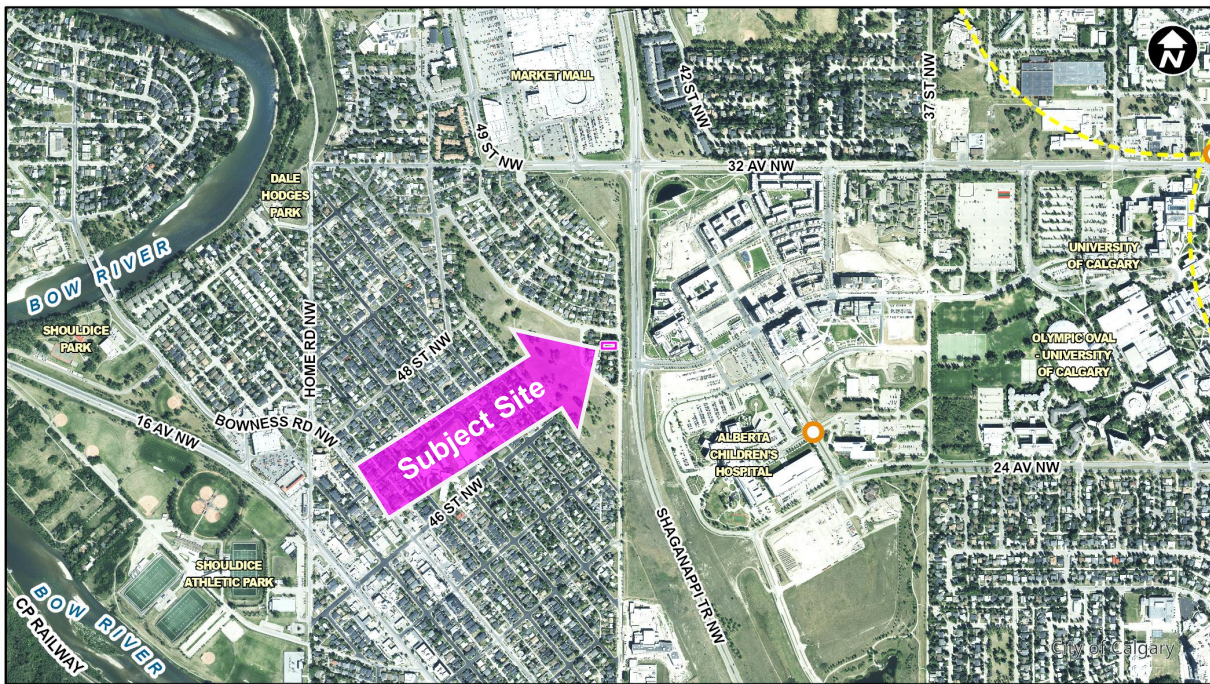 MARKET MALL
42 ST NW
37 ST NW
N
49 ST NW
32 AV NW
DALE
HODGES
PARK
BOW RIVER
UNIVERSITY
OF CALGARY
SHOULDICE
PARK
HOME RD NW
48 ST NW
OLYMPIC OVAL
- UNIVERSITY
OF CALGARY
Subject Site
16 AV NW
BOWNESS RD NW
ALBERTA
CHILDREN'S
HOSPITAL
24 AV NW
46 ST NW
SHAGANAPPI TR NW
SHOULDICE
ATHLETIC PARK
BOW RIVER
CP RAILWAY
City of Calgary